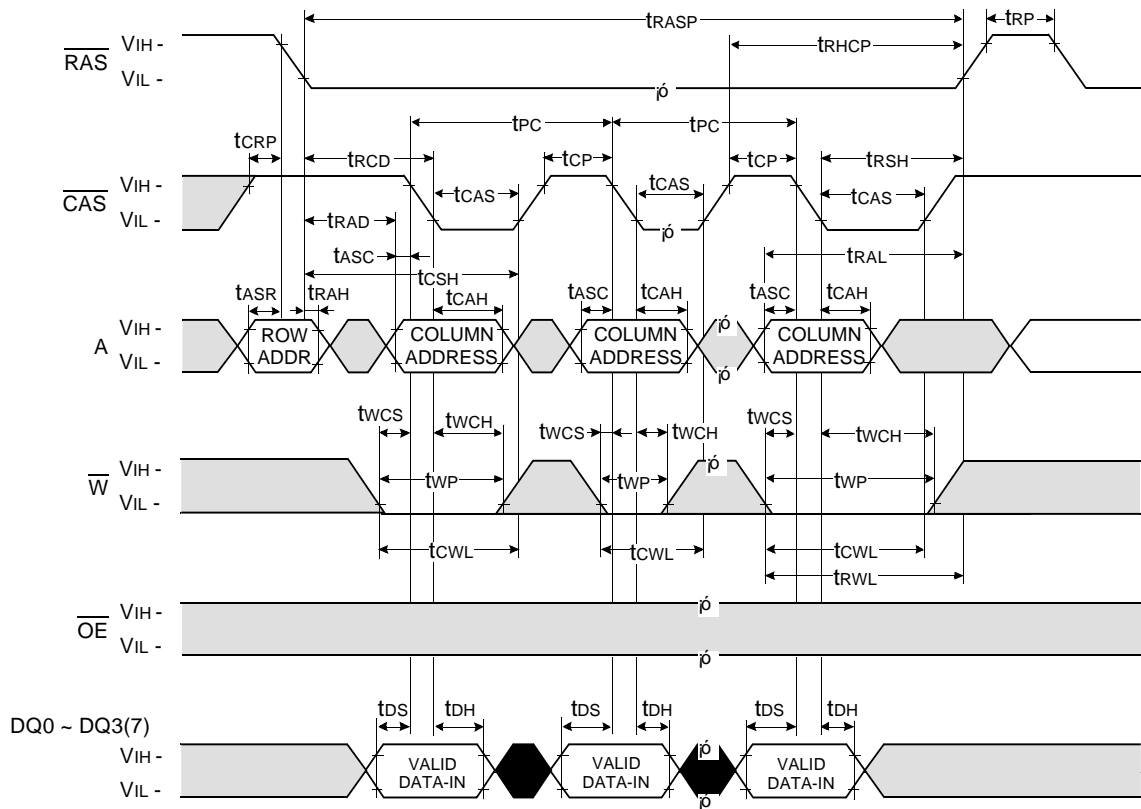 tRASP tRP
tRHCP
RAS VIH -
VIL -
¡ó
tPC tPC
tCRP tRCD tCP tCP tRSH
CAS VIH -
VIL -
tCAS tCAS tCAS
¡ó
tRAD
tASC tCSH tRAL
tASR tRAH tCAH tASC tCAH tASC tCAH
A VIH -
VIL -
ROW
ADDR
COLUMN
ADDRESS
COLUMN
ADDRESS
COLUMN
ADDRESS
¡ó
¡ó
tWCS tWCH tWCS tWCH tWCS tWCH
W VIH -
VIL -
¡ó
tWP tWP tWP
tCWL tCWL tCWL
tRWL
OE VIH -
VIL -
¡ó
¡ó
DQ0 ~ DQ3(7)
tDS tDH tDS tDH tDS tDH
VIH -
VIL -
VALID
DATA-IN
VALID
DATA-IN
VALID
DATA-IN
¡ó
¡ó